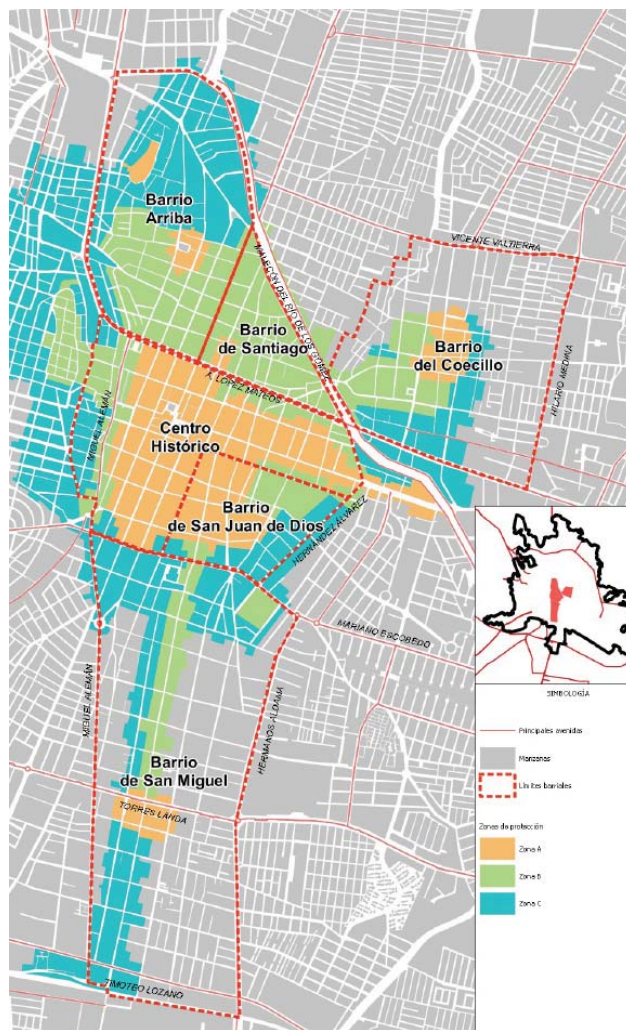 Barrio
Arriba
VICENTE VALTIERRA
MALECÓN DEL RÍO DE LOS GOMEZ
Barrio
de Santiago
Barrio
del Coecillo
HILARIO MEDINA
A. LOPEZ MATEOS
MIGUEL ALEMÁN
Centro
Histórico
Barrio
de San Juan de Dios
HERNÁNDEZ ÁLVAREZ
MARIANO ESCOBEDO
MIGUEL ALEMÁN
HERMANOS ALDAMA
Barrio
de San Miguel
TORRES LANDA
TIMOTEO LOZANO
SIMBOLOGÍA
Principales avenidas
Manzanas
Límites barriales
Zonas de protección
Zona A
Zona B
Zona C